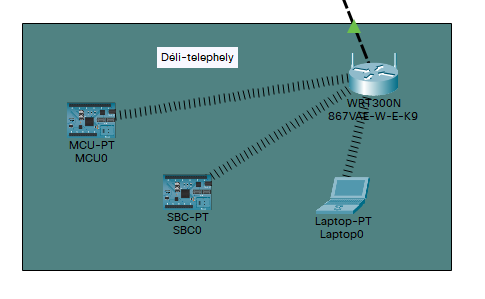 Déli-telephely
WRT300N
867VAE-W-E-K9
MCU-PT
MCU0
SBC-PT
SBC0
Laptop-PT
Laptop0